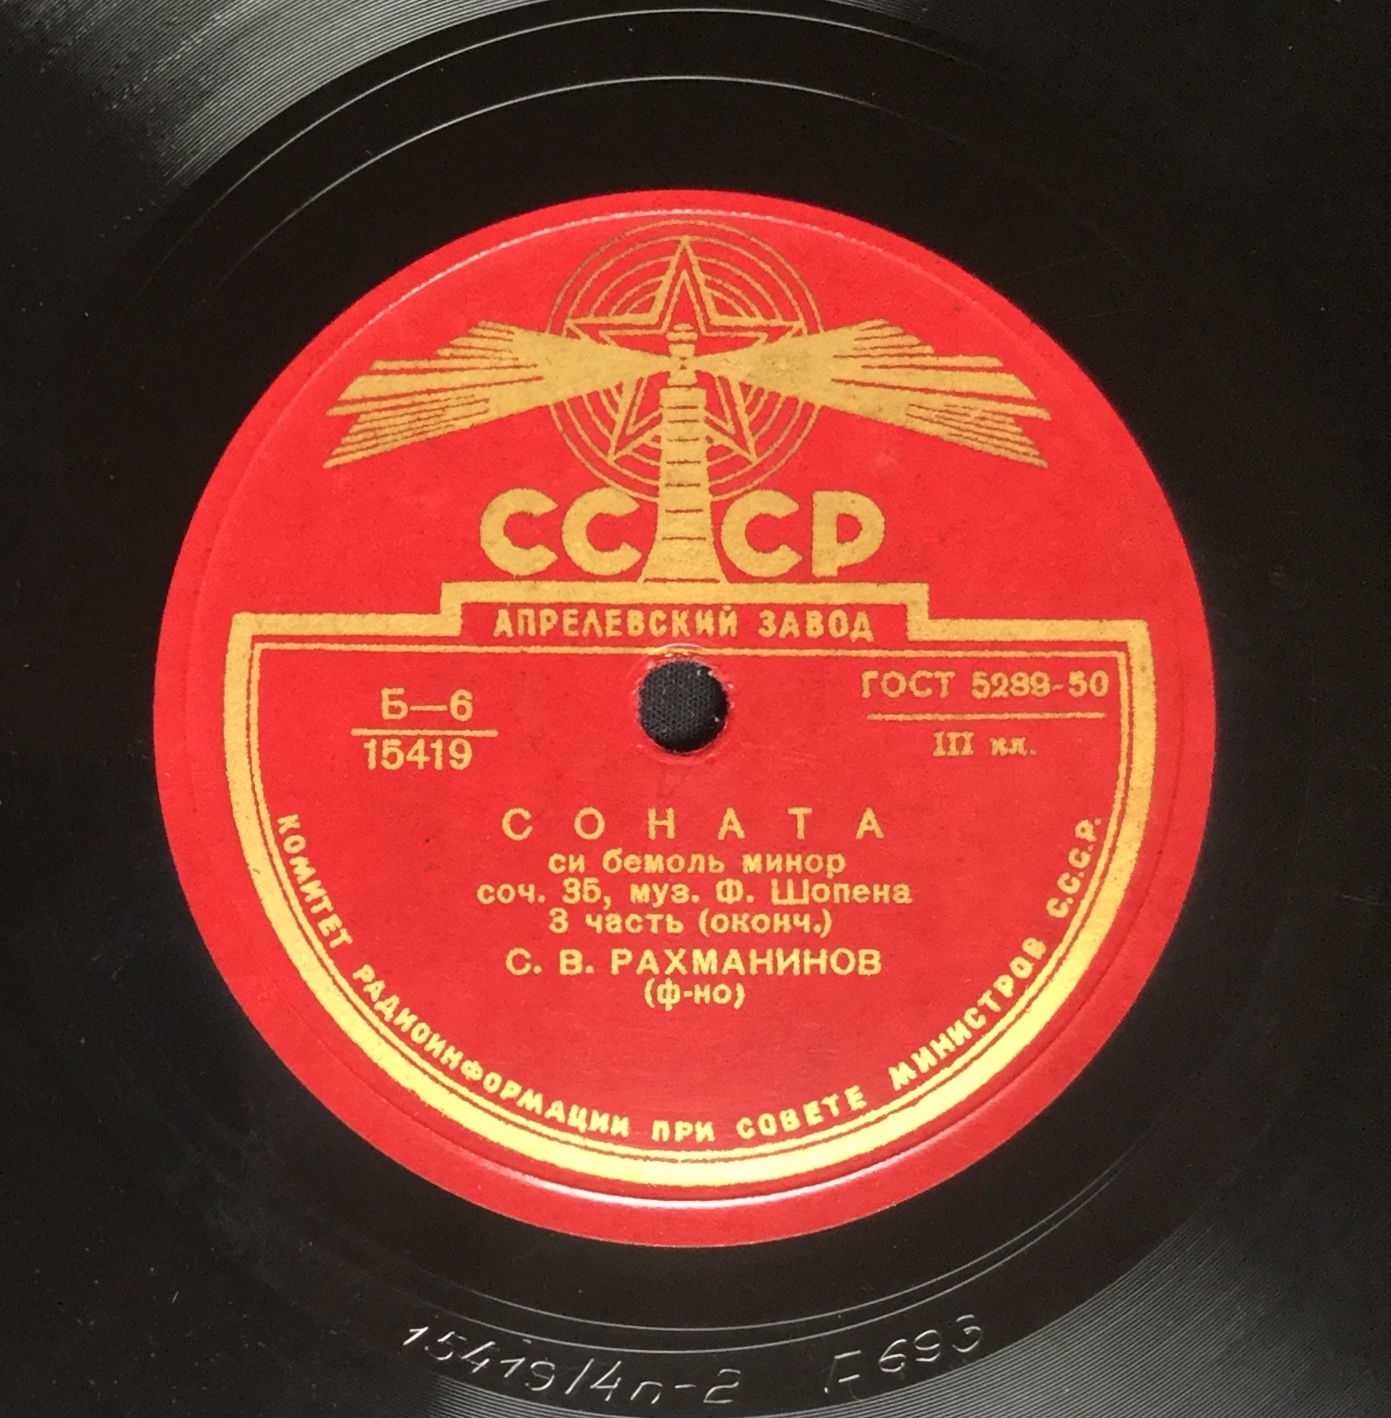 СССР
АПРЕЛЕВСКИЙ ЗАВОД
Б—6
15419
ГОСТ 5289-50
III кл.
СОНАТА
си бемоль минор
соч. 35, муз. Ф. Шопена
3 часть (оконч.)
С. В. РАХМАНИНОВ
(ф-но)
КОМИТЕТ РАДИОИНФОРМАЦИИ ПРИ СОВЕТЕ МИНИСТРОВ С.С.С.Р.
15419/4п-2 F693